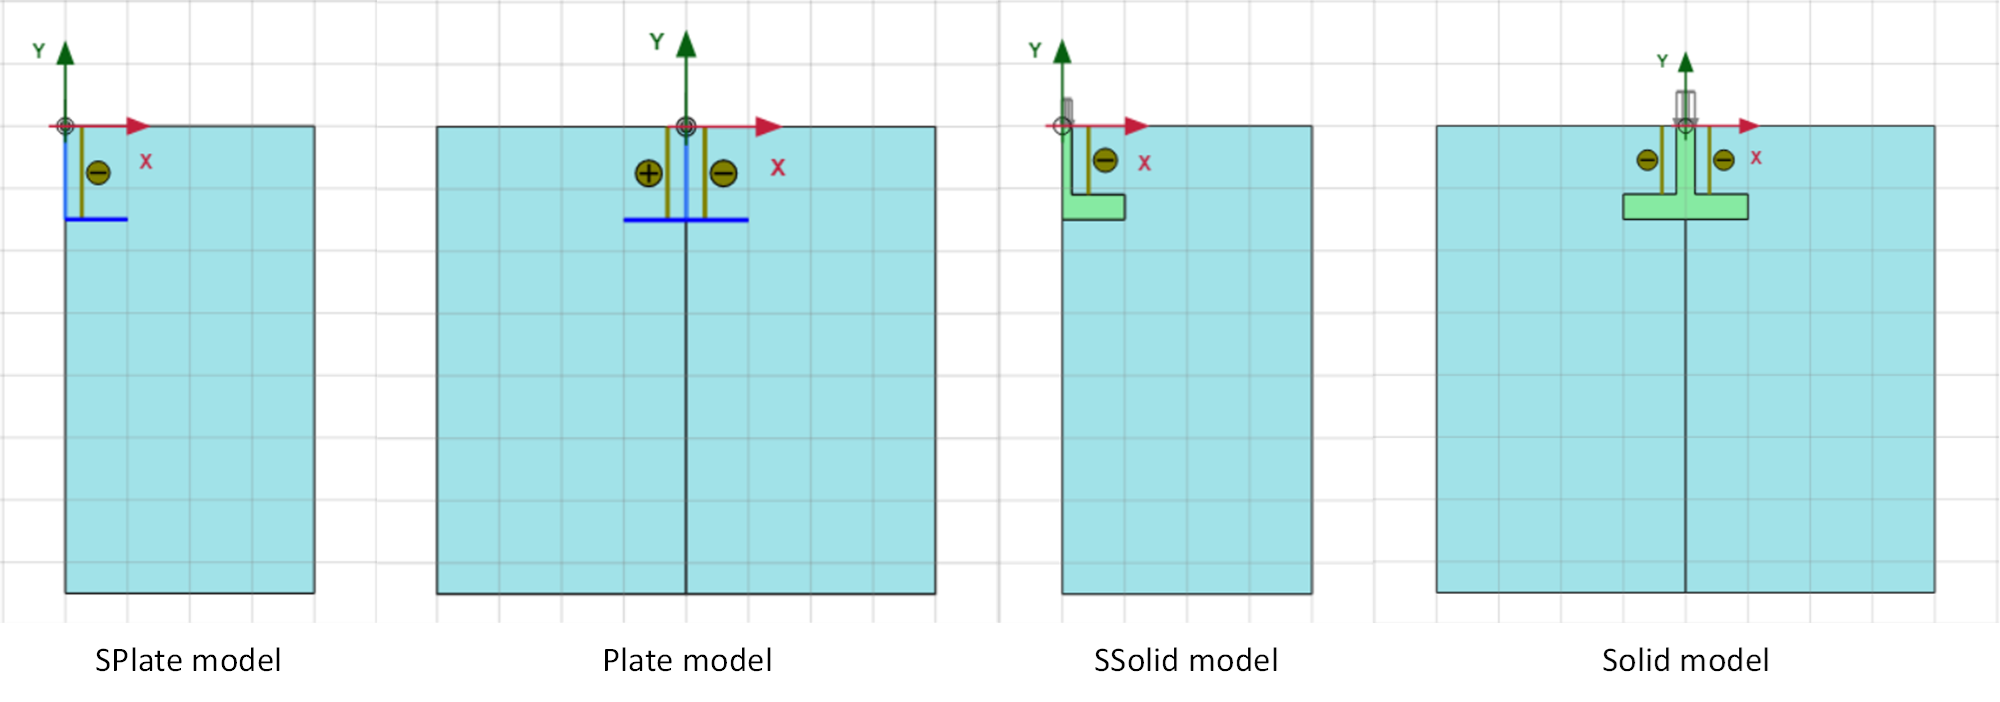 Y
X
SPlate model
Y
X
Plate model
Y
X
SSolid model
Y
X
Solid model